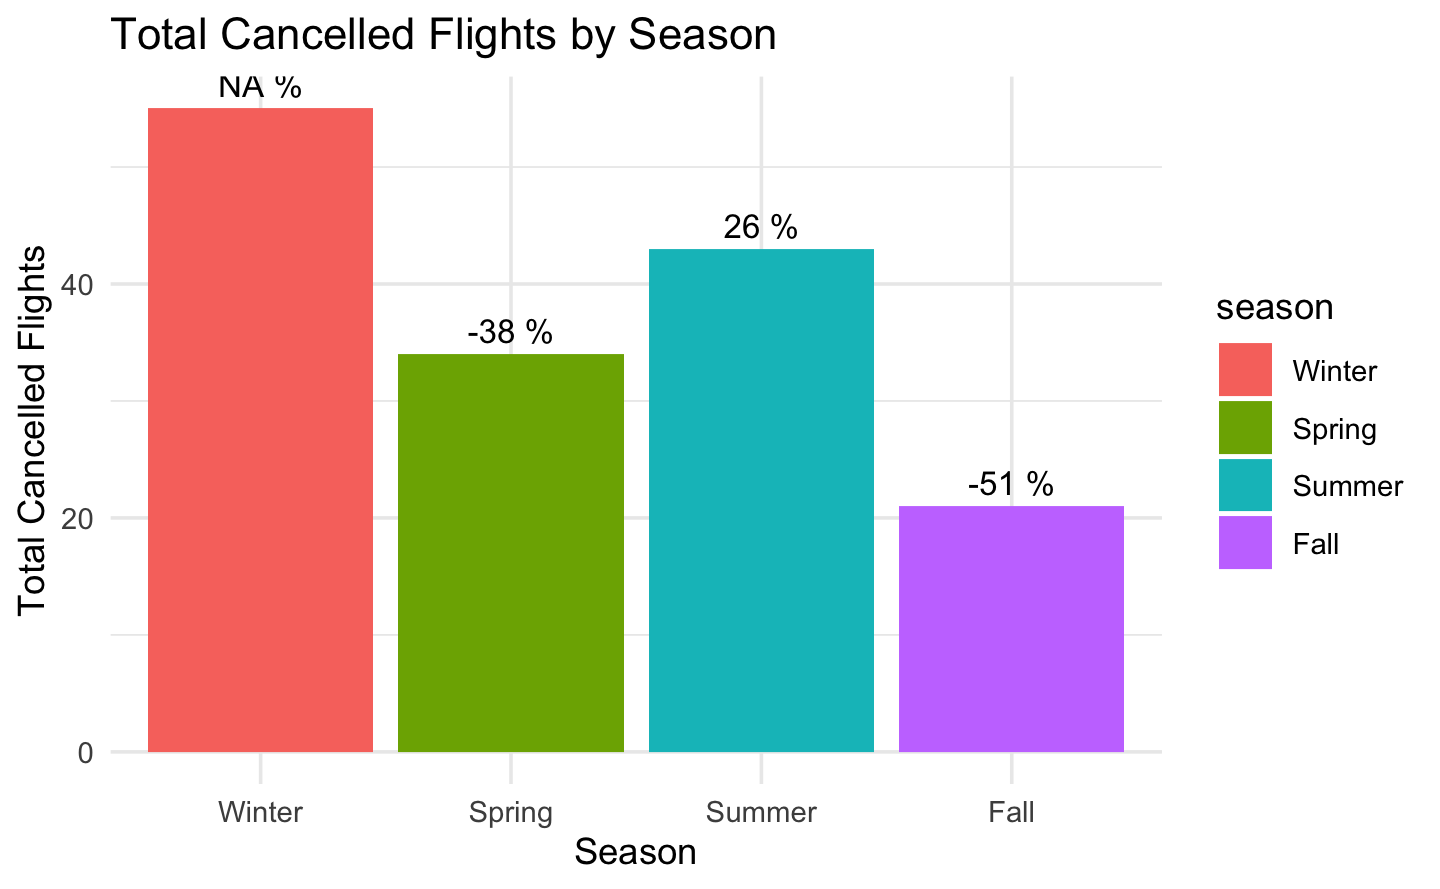 Total Cancelled Flights by Season
NA %
-38 %
26 %
-51 %
Total Cancelled Flights
40
20
0
Winter
Spring
Summer
Fall
Season
season
Winter
Spring
Summer
Fall